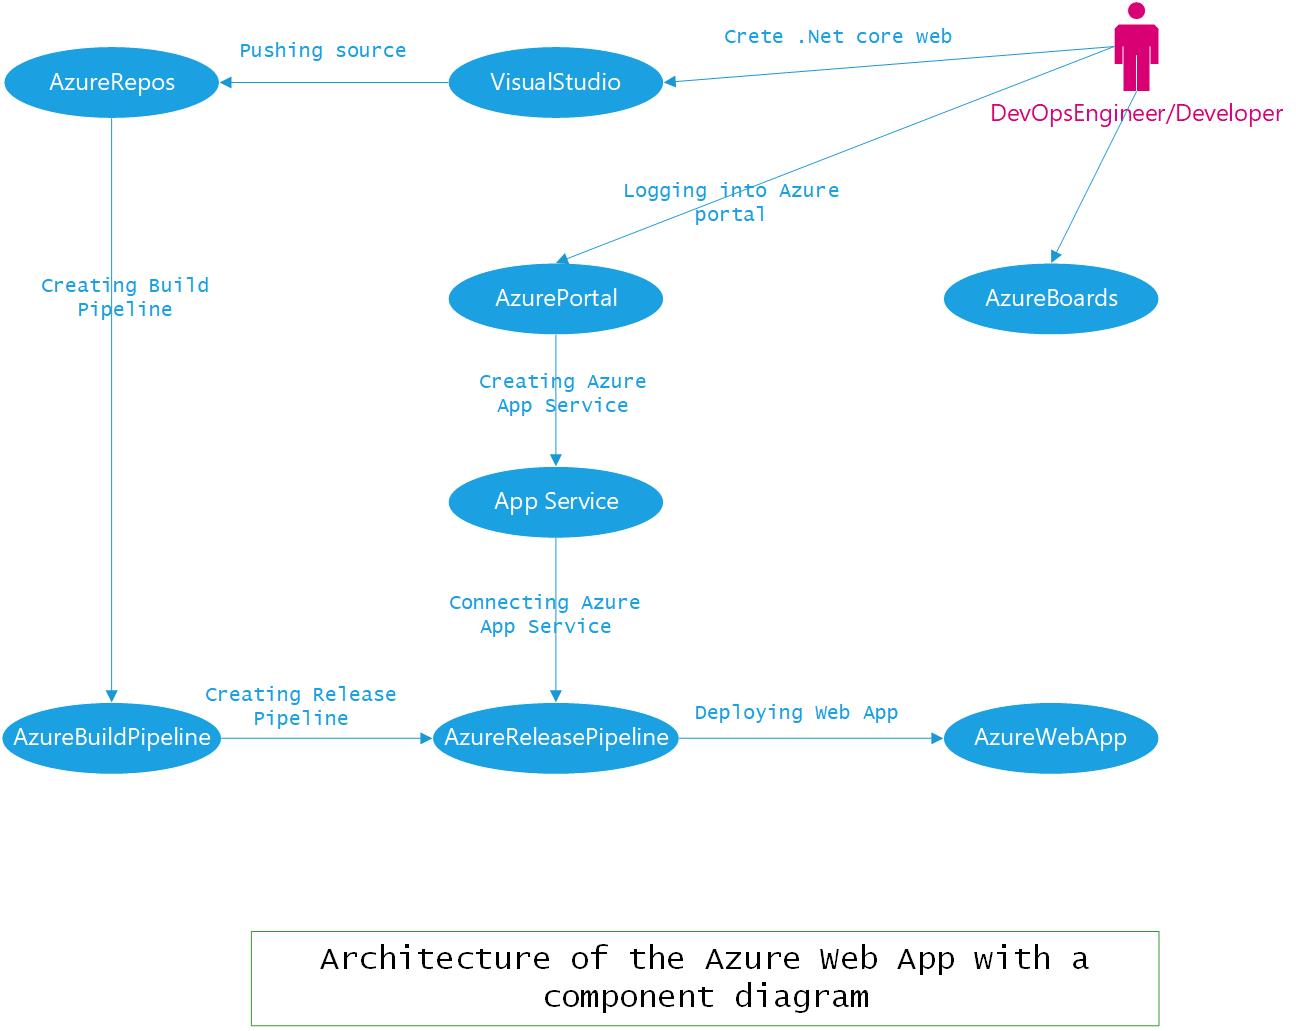 Pushing source
Crete .Net core web
AzureRepos
VisualStudio
DevOpsEngineer/Developer
Logging into Azure
portal
Creating Build
Pipeline
AzurePortal
AzureBoards
Creating Azure
App Service
App Service
Connecting Azure
App Service
Creating Release
Pipeline
Deploying Web App
AzureBuildPipeline
AzureReleasePipeline
AzureWebApp
Architecture of the Azure Web App with a
component diagram